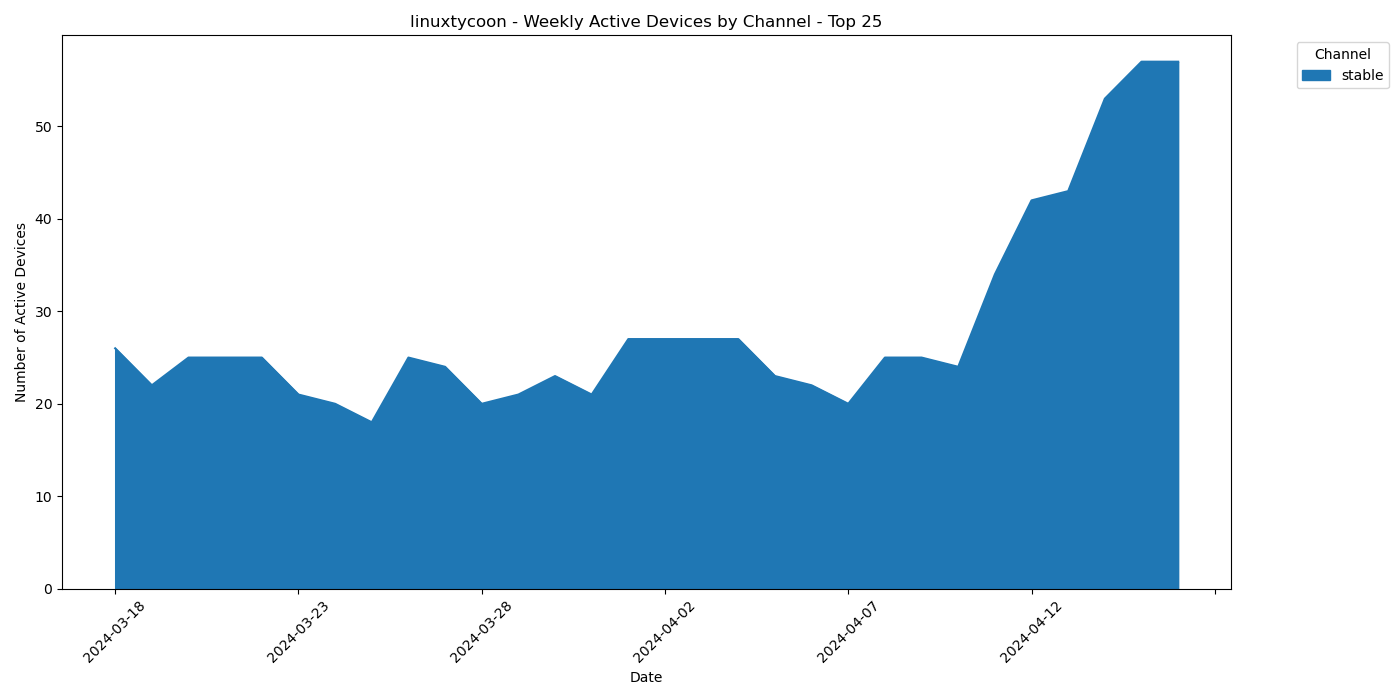 linuxtycoon - Weekly Active Devices by Channel - Top 25
Channel
stable
Number of Active Devices
50
40
30
20
10
0
2024-03-18
2024-03-23
2024-03-28
2024-04-02
2024-04-07
2024-04-12
Date